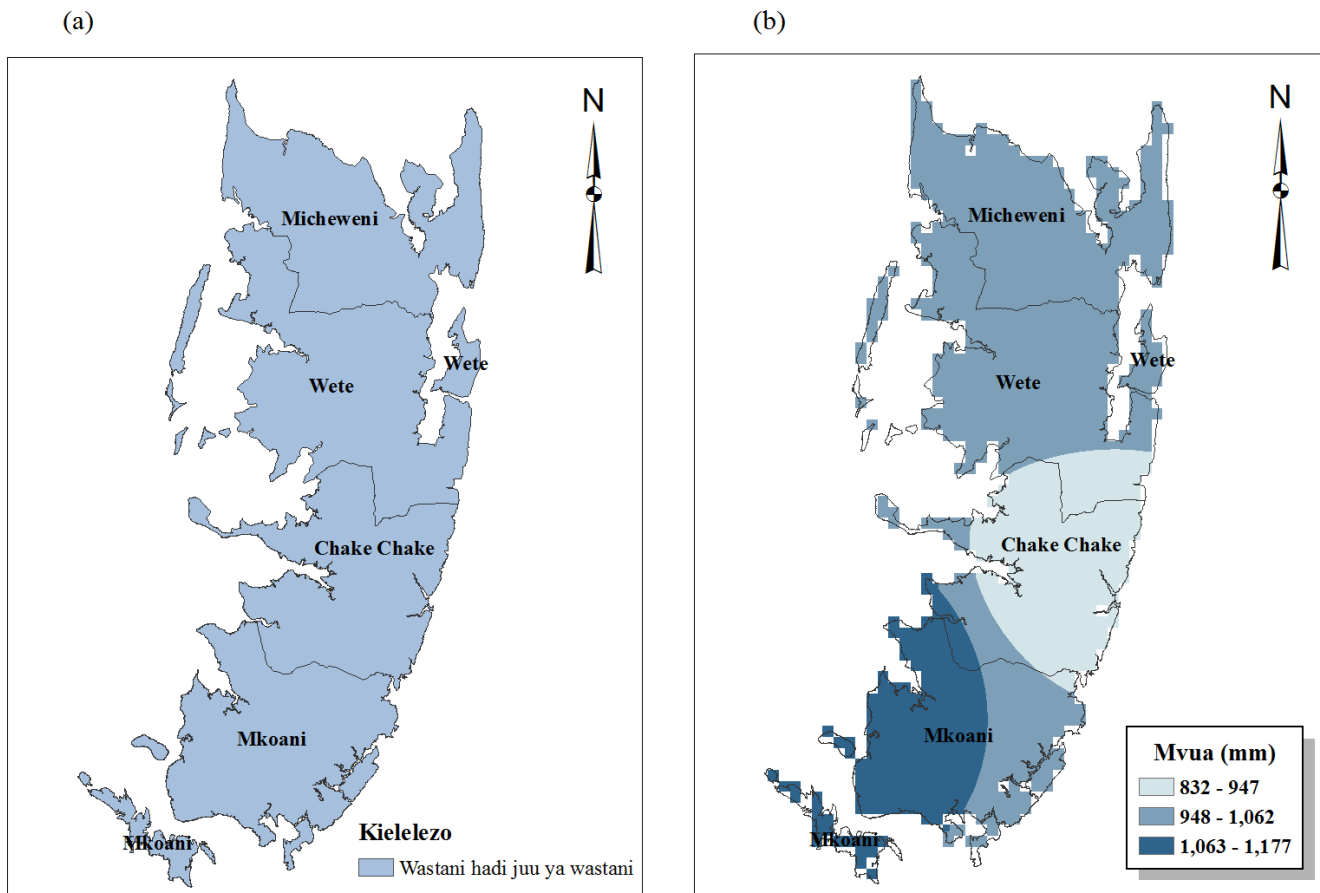 (a)
N
Micheweni
Wete
Wete
Chake Chake
Mkoani
Mkoani
Kielelezo
Wastani hadi juu ya wastani
(b)
N
Micheweni
Wete
Wete
Chake Chake
Mkoani
Mkoani
Mvua (mm)
832 - 947
948 - 1,062
1,063 - 1,177